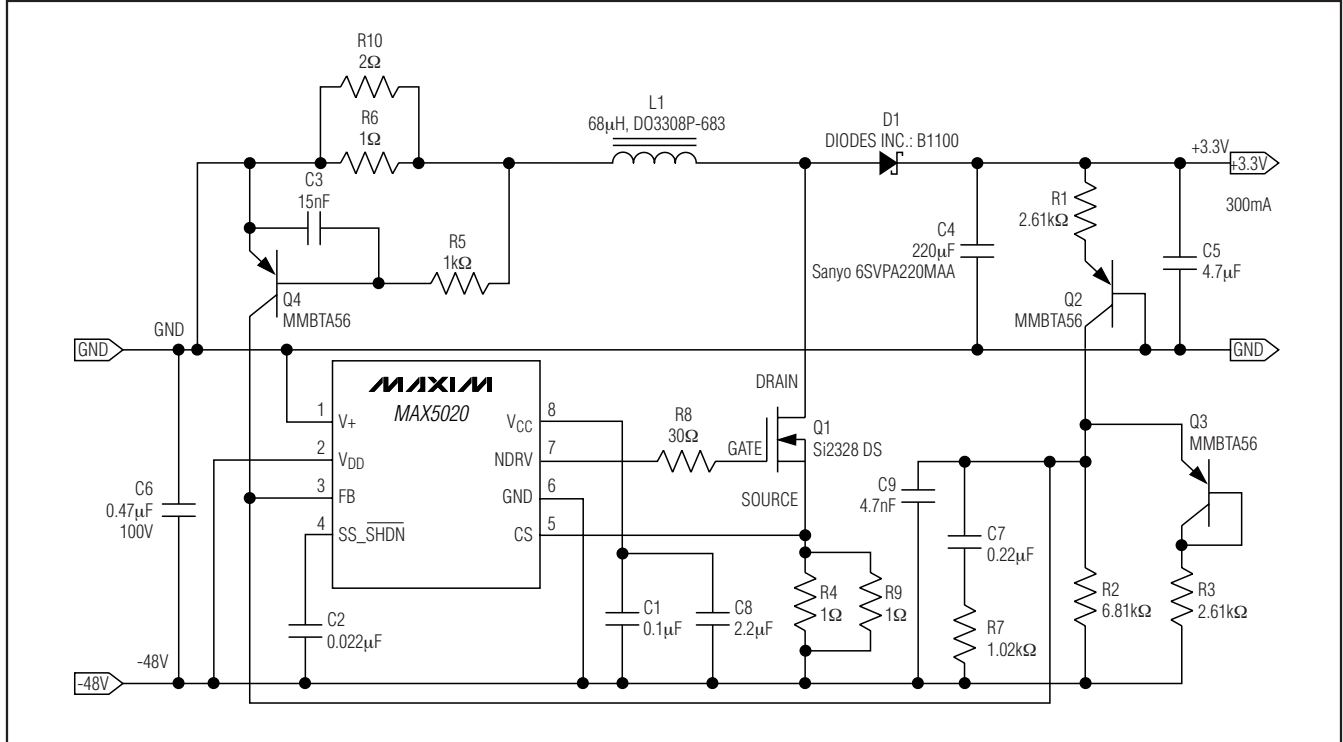 R10
2Ω
R6
1Ω
L1
68μH, DO3308P-683
D1
DIODES INC.: B1100
+3.3V
+3.3V
300mA
C3
15nF
R5
1kΩ
Q4
MMBTA56
C4
220μF
Sanyo 6SVPA220MAA
R1
2.61kΩ
Q2
MMBTA56
C5
4.7μF
GND
GND
GND
MAXIM
MAX5020
1
V+
2
VDD
3
FB
4
SS_SHDN
8
VCC
7
NDRV
6
GND
5
CS
R8
30Ω
DRAIN
GATE
SOURCE
Q1
Si2328 DS
Q3
MMBTA56
C6
0.47μF
100V
C9
4.7nF
C7
0.22μF
C2
0.022μF
C1
0.1μF
C8
2.2μF
R4
1Ω
R9
1Ω
R7
1.02kΩ
R2
6.81kΩ
R3
2.61kΩ
-48V
-48V